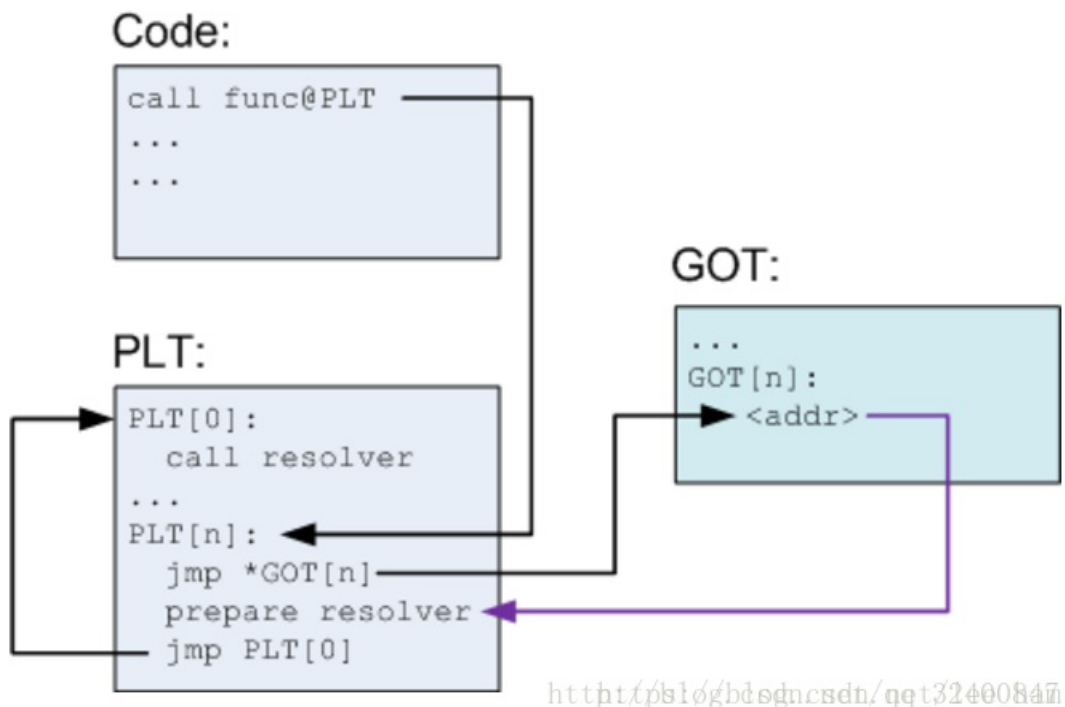 Code:
call func@PLT
...
...
GOT:
...
GOT[n]:
<addr>
PLT:
PLT[0]:
call resolver
...
PLT[n]:
jmp *GOT[n]
prepare resolver
jmp PLT[0]